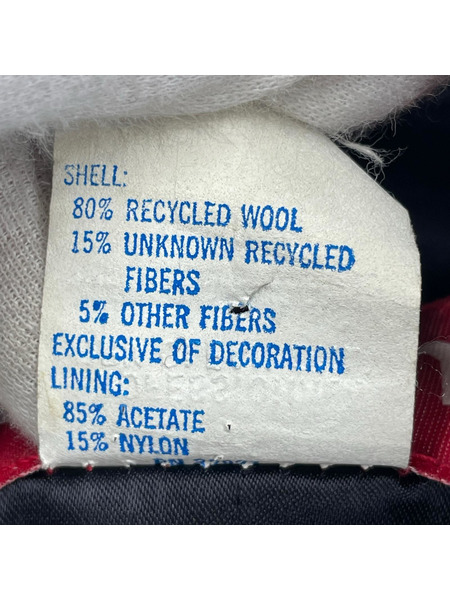 SHELL:
80% RECYCLED WOOL
15% UNKNOWN RECYCLED
FIBERS
5% OTHER FIBERS
EXCLUSIVE OF DECORATION
LINING:
85% ACETATE
15% NYLON